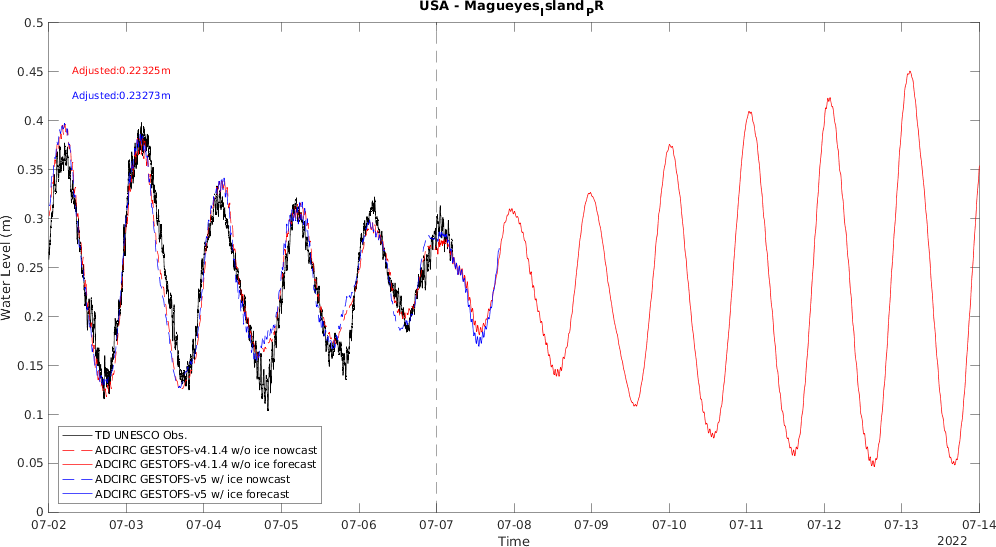 USA - Magueyes_Island_PR
Water Level (m)
0.5
0.45
0.4
0.35
0.3
0.25
0.2
0.15
0.1
0.05
0
Adjusted:0.22325m
Adjusted:0.23273m
TD UNESCO Obs.
ADCIRC GESTOFS-v4.1.4 w/o ice nowcast
ADCIRC GESTOFS-v4.1.4 w/o ice forecast
ADCIRC GESTOFS-v5 w/ ice nowcast
ADCIRC GESTOFS-v5 w/ ice forecast
07-02 07-03 07-04 07-05 07-06 07-07 07-08 07-09 07-10 07-11 07-12 07-13 07-14
Time
2022